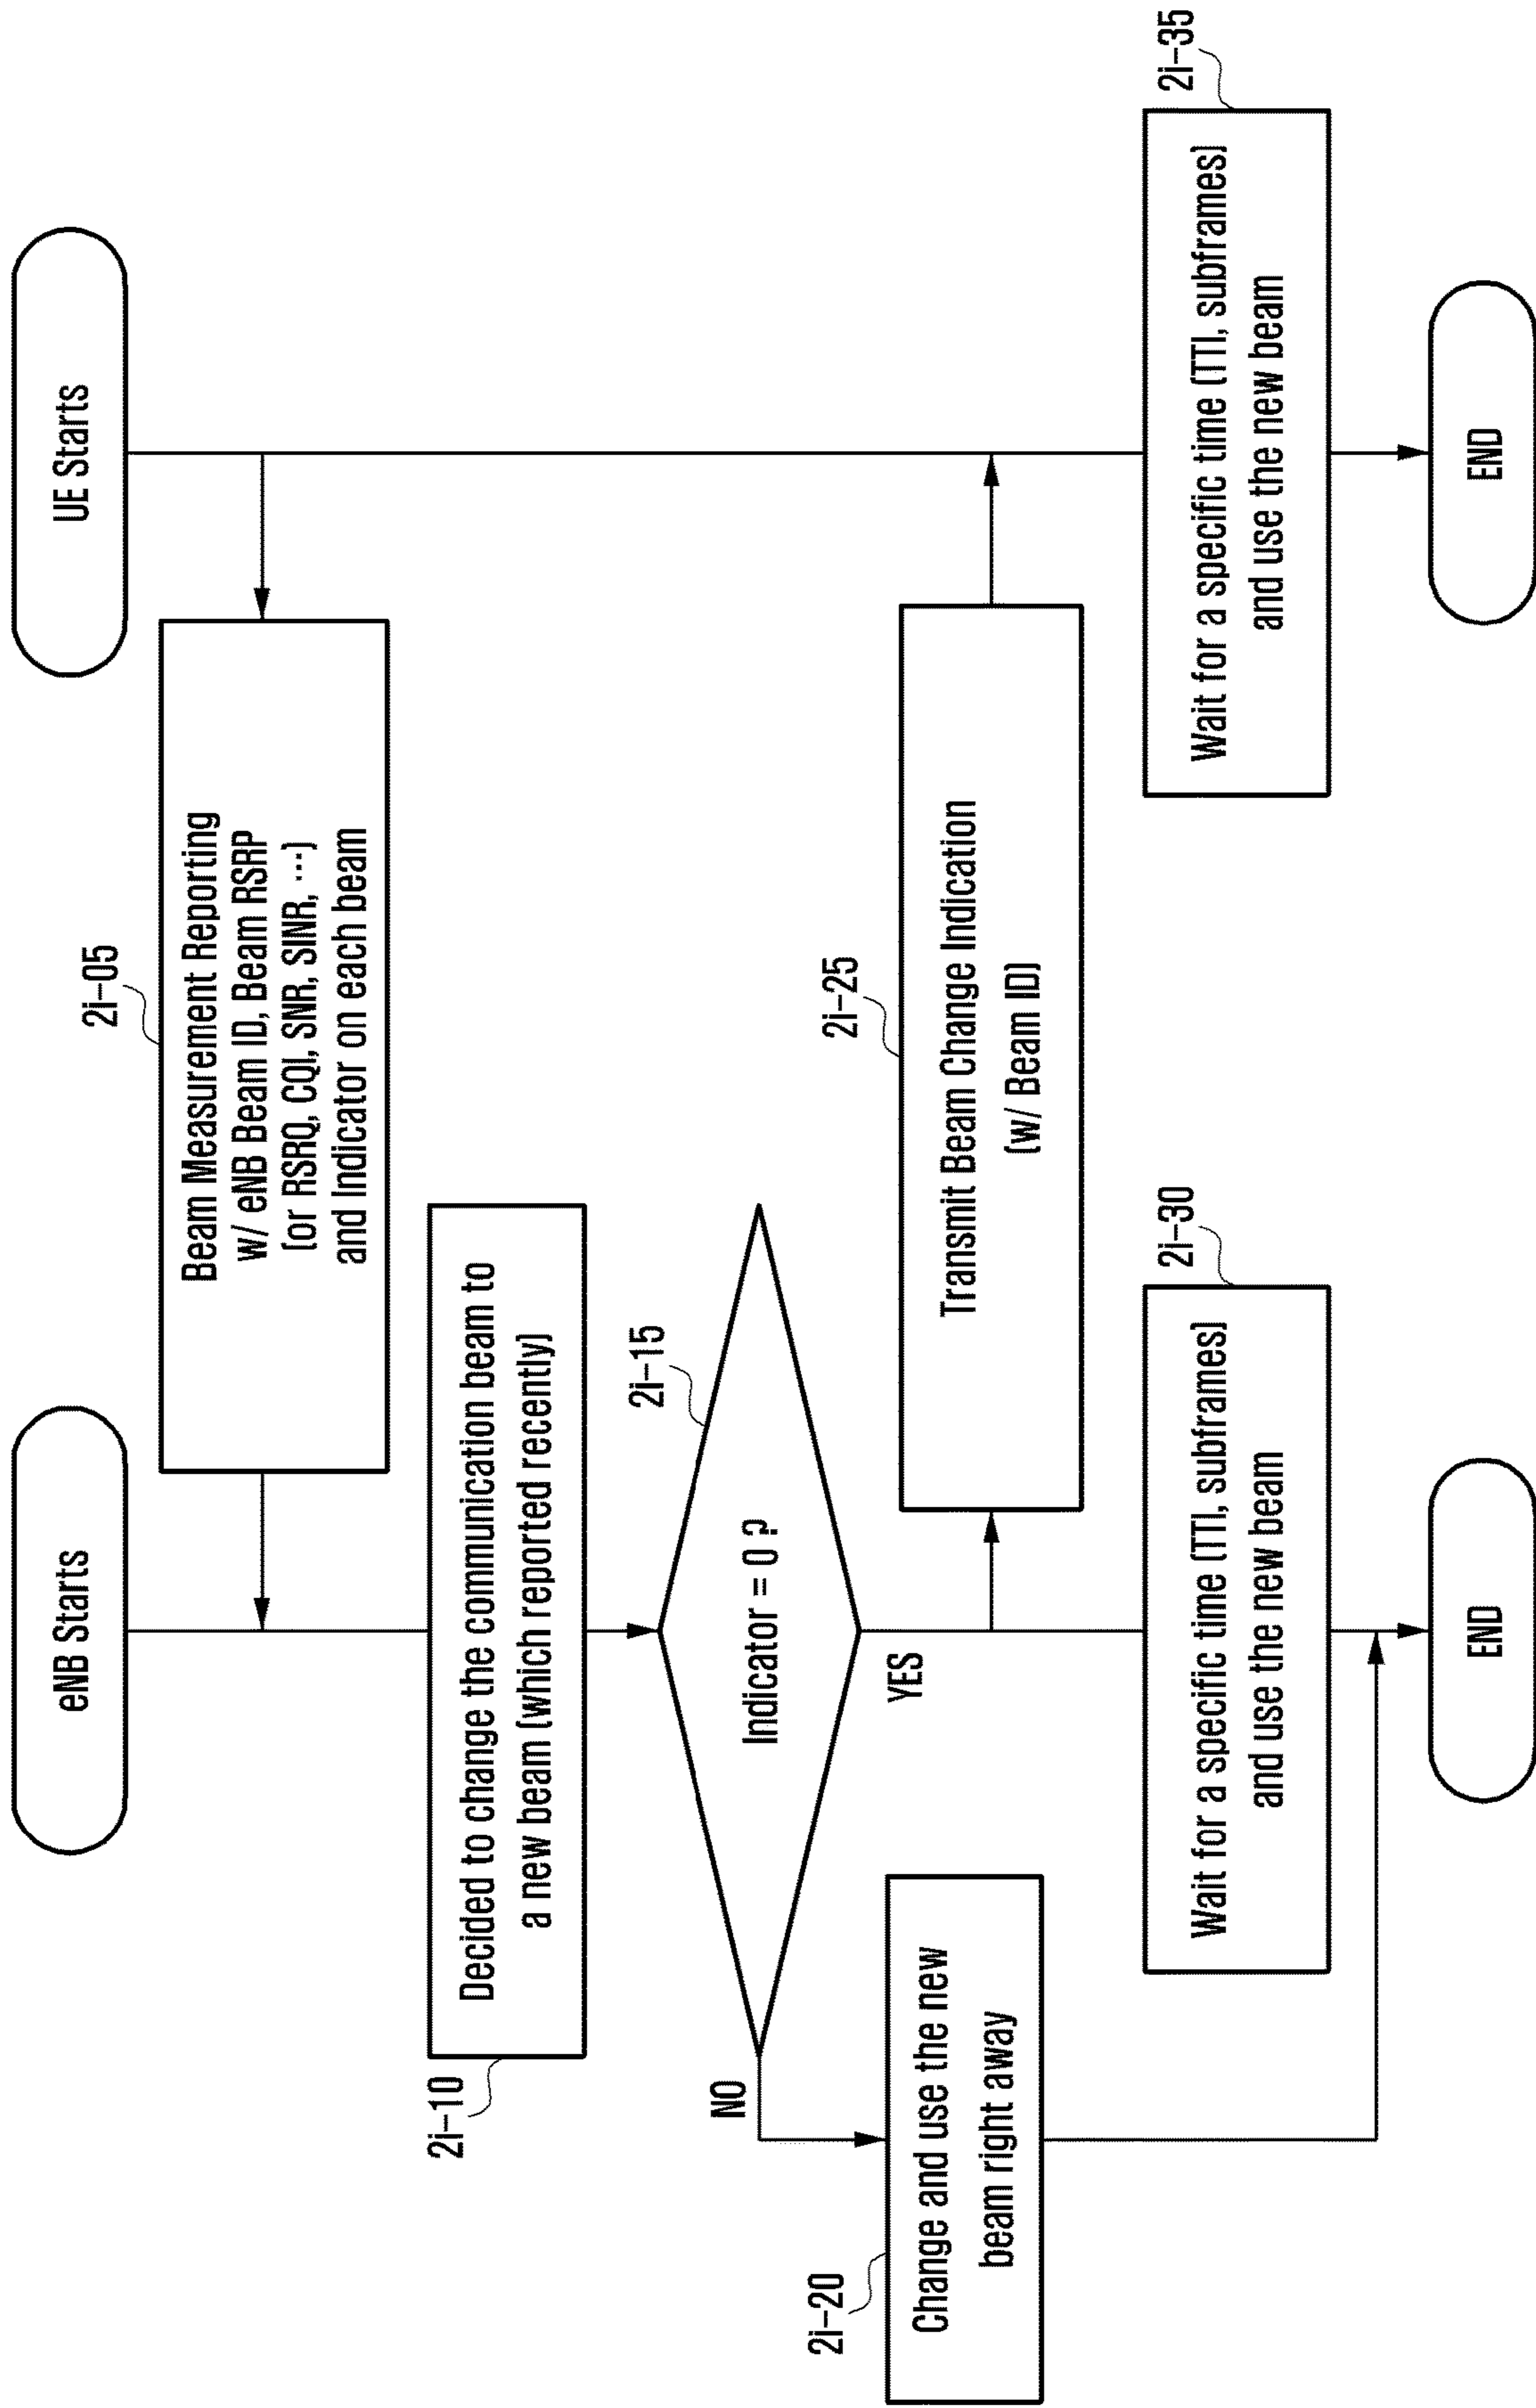 eNB Starts
UE Starts
2i-05
Beam Measurement Reporting
w/ eNB Beam ID, Beam RSRP
(or RSRQ, CQI, SNR, SINR, ⋯)
and Indicator on each beam
2i-10
Decided to change the communication beam to
a new beam (which reported recently)
2i-15
Indicator = 0 ?
NO
YES
2i-20
Change and use the new
beam right away
2i-25
Transmit Beam Change Indication
(w/ Beam ID)
2i-30
Wait for a specific time (TTI, subframes)
and use the new beam
2i-35
Wait for a specific time (TTI, subframes)
and use the new beam
END
END